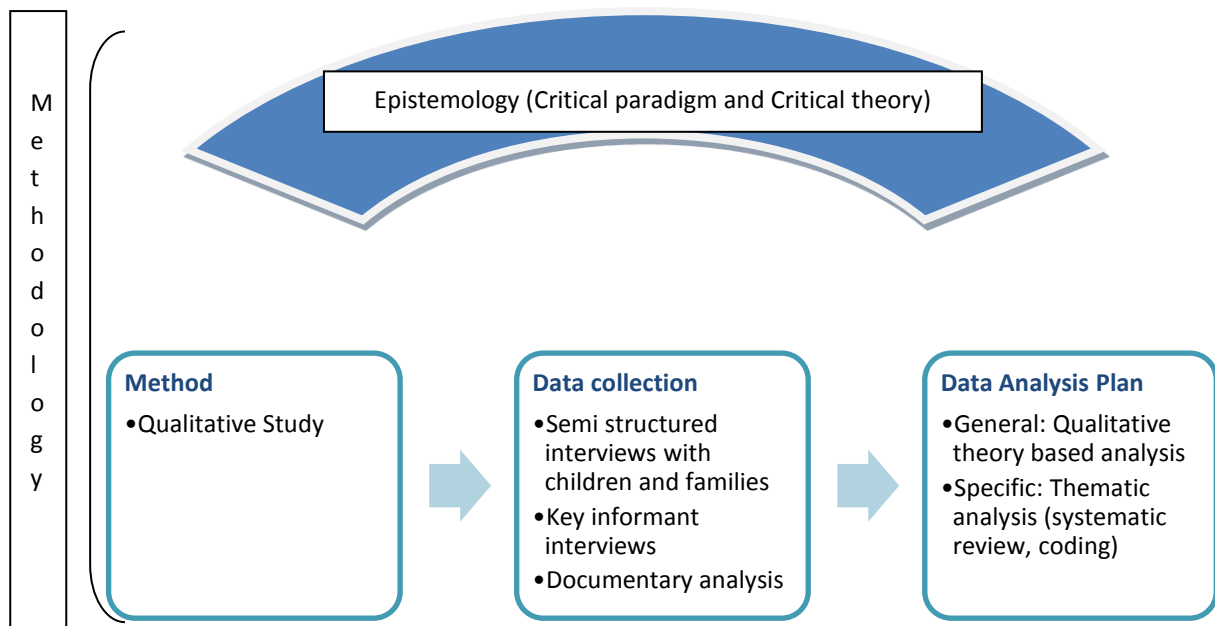 Methodology
Epistemology (Critical paradigm and Critical theory)
Method
•Qualitative Study
Data collection
•Semi structured
interviews with
children and families
•Key informant
interviews
•Documentary analysis
Data Analysis Plan
•General: Qualitative
theory based analysis
•Specific: Thematic
analysis (systematic
review, coding)